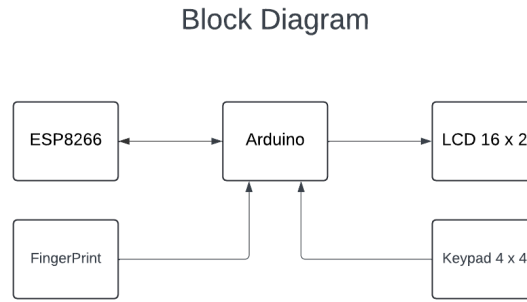 Block Diagram
ESP8266
Arduino
LCD 16 x 2
FingerPrint
Keypad 4 x 4